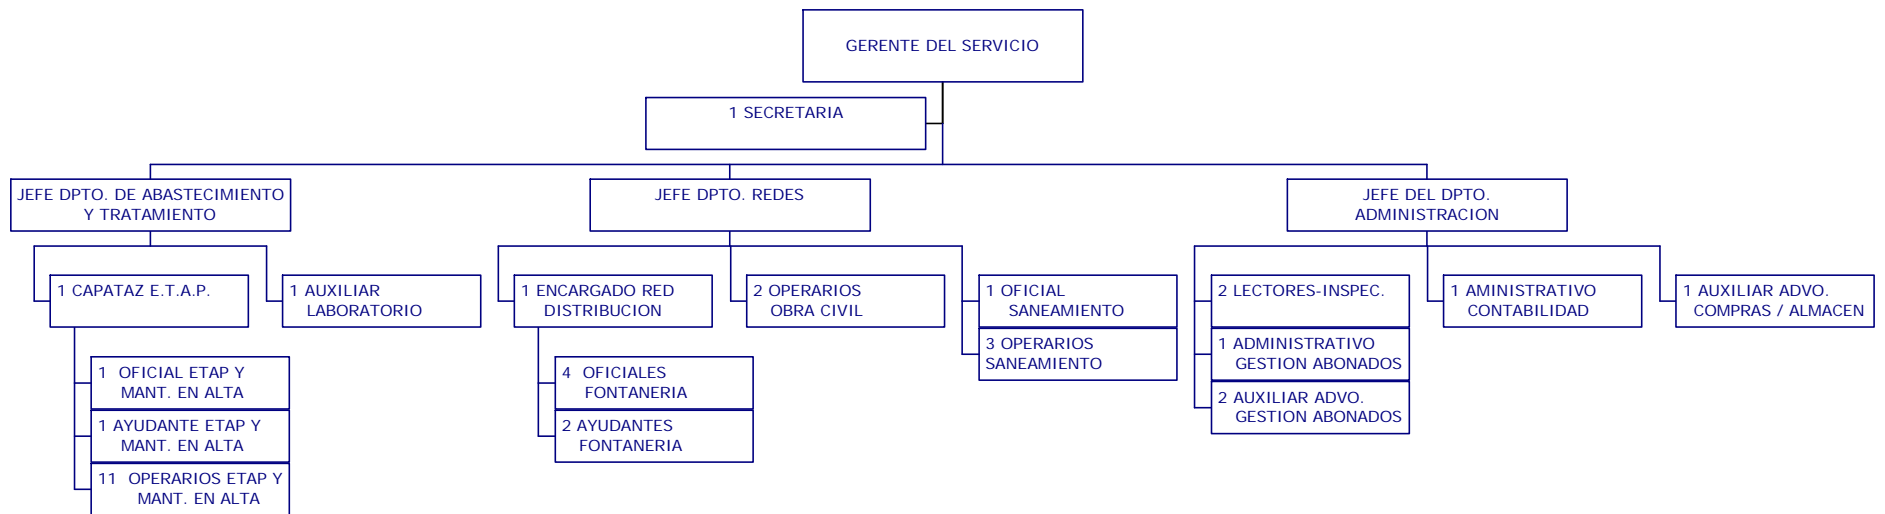 GERENTE DEL SERVICIO
1 SECRETARIA
JEFE DPTO. DE ABASTECIMIENTO
Y TRATAMIENTO
JEFE DPTO. REDES
JEFE DEL DPTO.
ADMINISTRACION
1 CAPATAZ E.T.A.P.
1 AUXILIAR
LABORATORIO
1 ENCARGADO RED
DISTRIBUCION
2 OPERARIOS
OBRA CIVIL
1 OFICIAL
SANEAMIENTO
3 OPERARIOS
SANEAMIENTO
2 LECTORES-INSPEC.
1 ADMINISTRATIVO
GESTION ABONADOS
2 AUXILIAR ADVO.
GESTION ABONADOS
1 AMINISTRATIVO
CONTABILIDAD
1 AUXILIAR ADVO.
COMPRAS / ALMACEN
1 OFICIAL ETAP Y
MANT. EN ALTA
1 AYUDANTE ETAP Y
MANT. EN ALTA
11 OPERARIOS ETAP Y
MANT. EN ALTA
4 OFICIALES
FONTANERIA
2 AYUDANTES
FONTANERIA